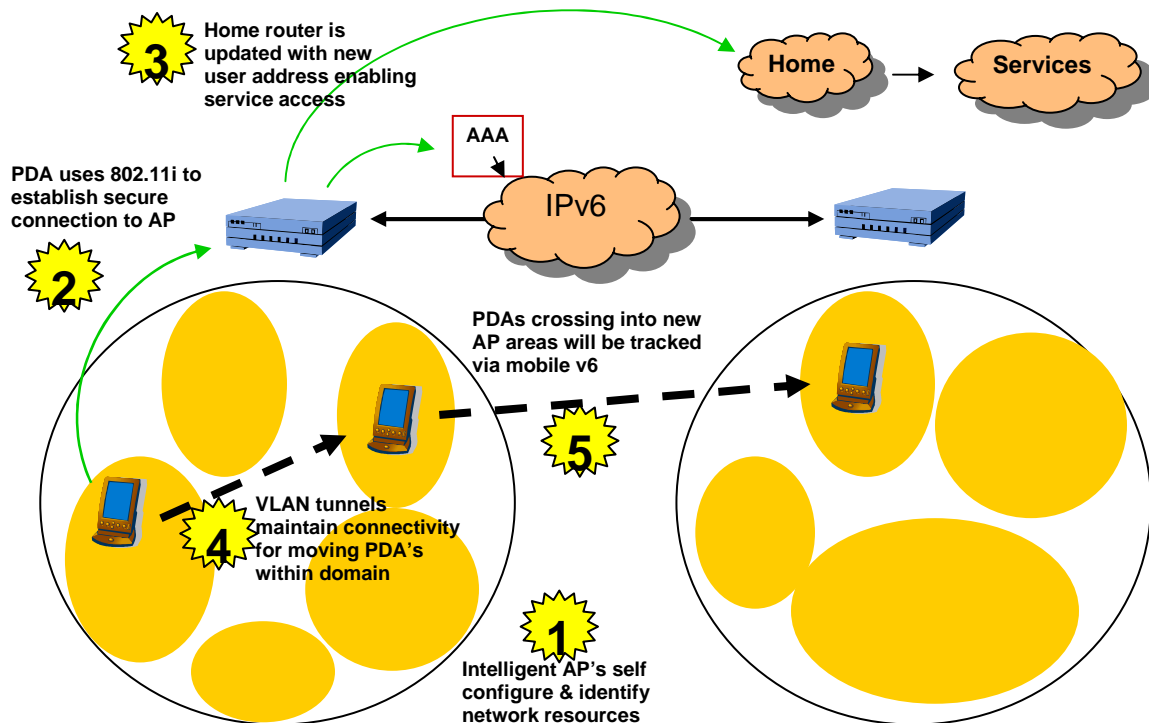 3
Home router is
updated with new
user address enabling
service access
Home
Services
AAA
IPv6
PDA uses 802.11i to
establish secure
connection to AP
2
PDAs crossing into new
AP areas will be tracked
via mobile v6
5
4
VLAN tunnels
maintain connectivity
for moving PDA's
within domain
1
Intelligent AP's self
configure & identify
network resources